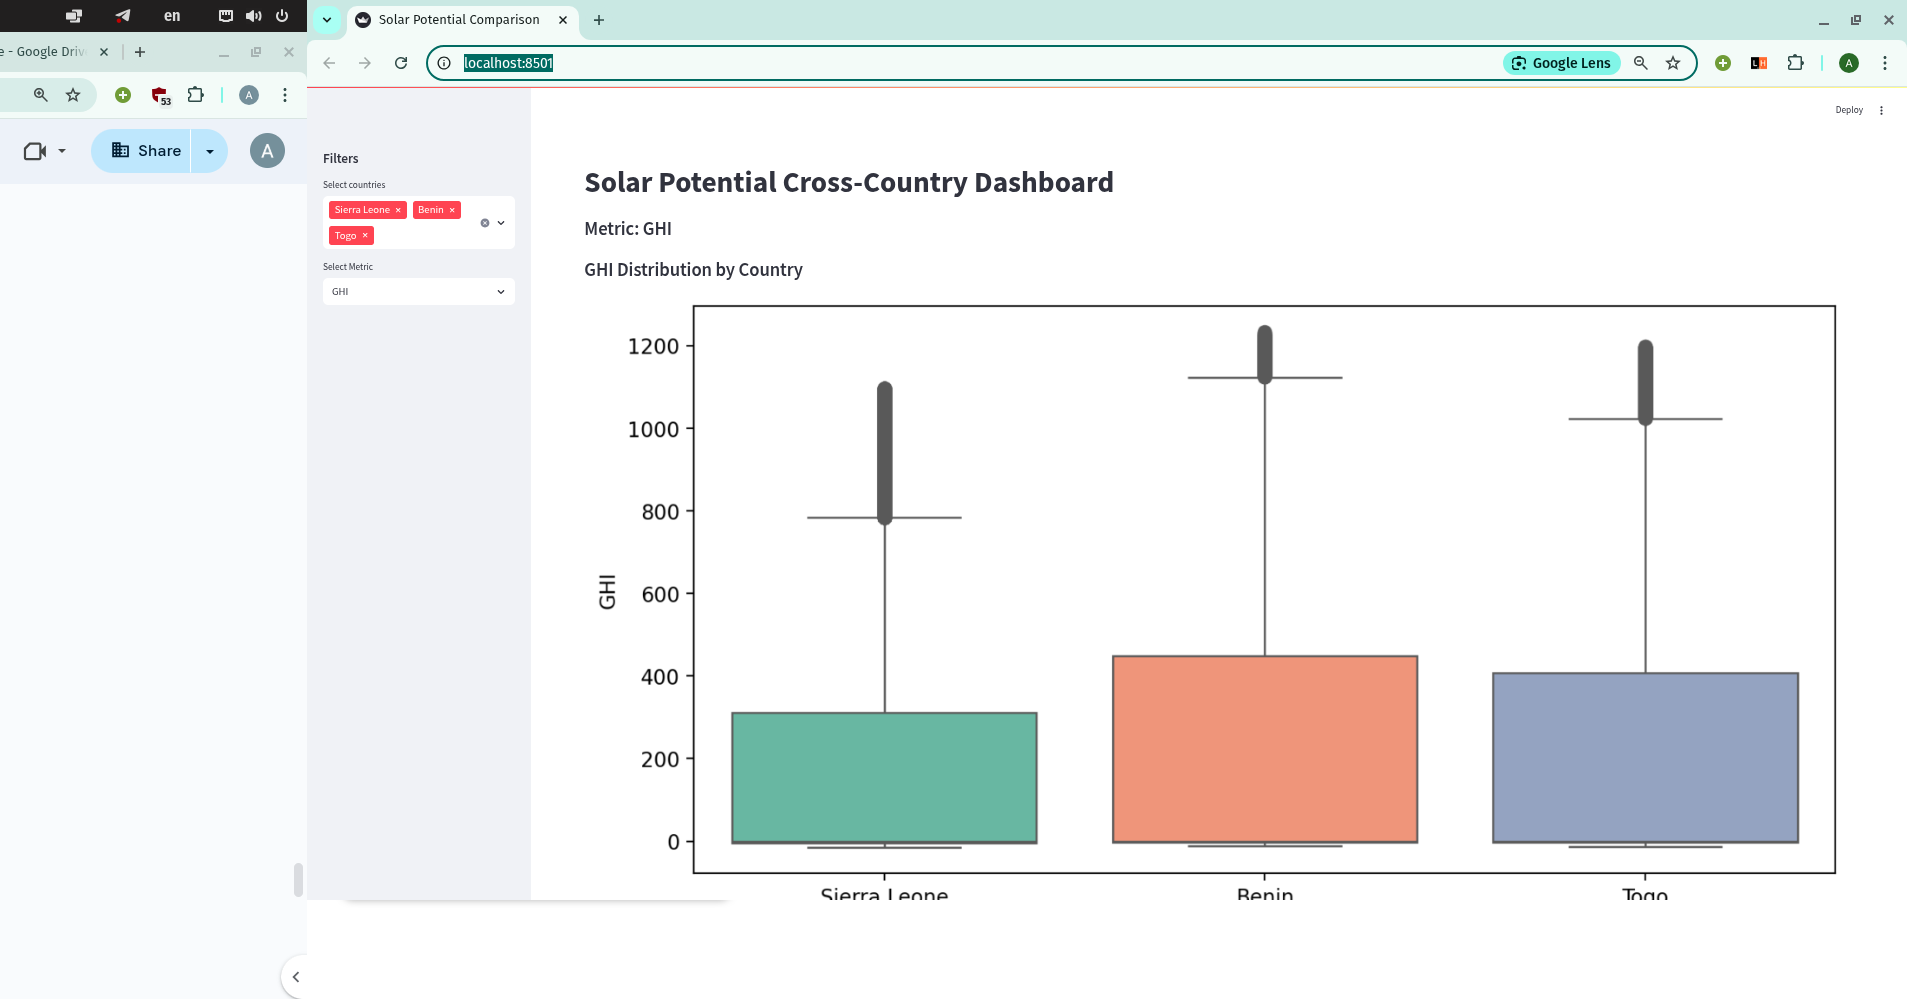 en
e - Google Driv
Solar Potential Comparison
localhost:8501
Google Lens
53
A
A
Share
A
Deploy
Filters
Select countries
Sierra Leone
Benin
Togo
Select Metric
GHI
Solar Potential Cross-Country Dashboard
Metric: GHI
GHI Distribution by Country
1200
1000
800
600
400
200
0
GHI
Sierra Leone
Benin
Togo